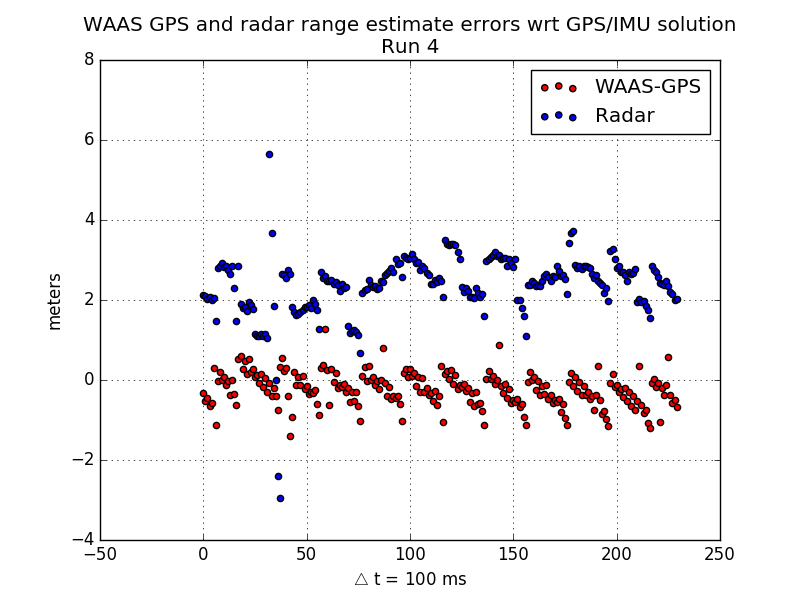 WAAS GPS and radar range estimate errors wrt GPS/IMU solution
Run 4
8
6
4
2
0
−2
−4
meters
WAAS-GPS
Radar
−50
0
50
100
150
200
250
△ t = 100 ms